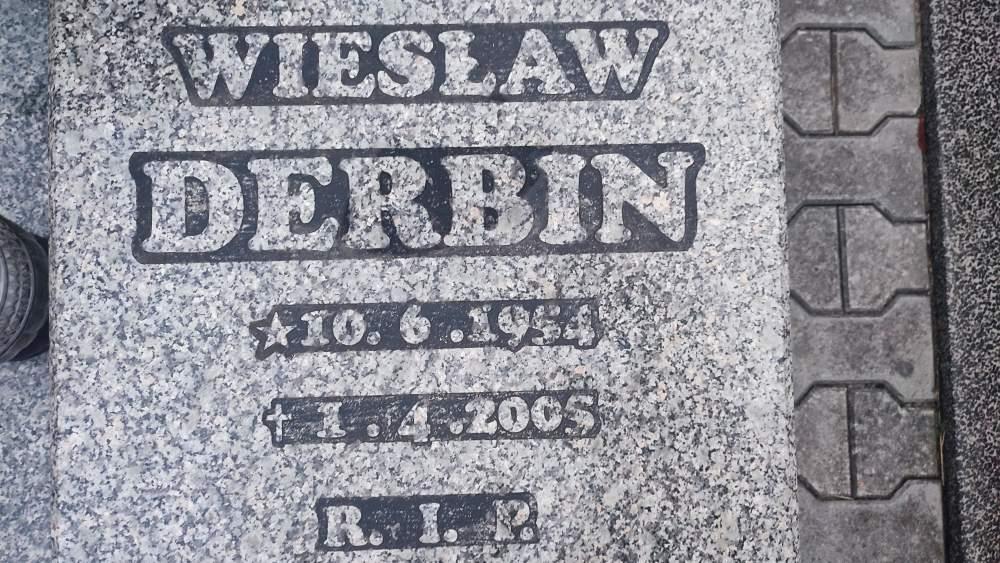 WIESŁAW
DERBIN
★10.6.1954
†1.4.2005
R. I. P.